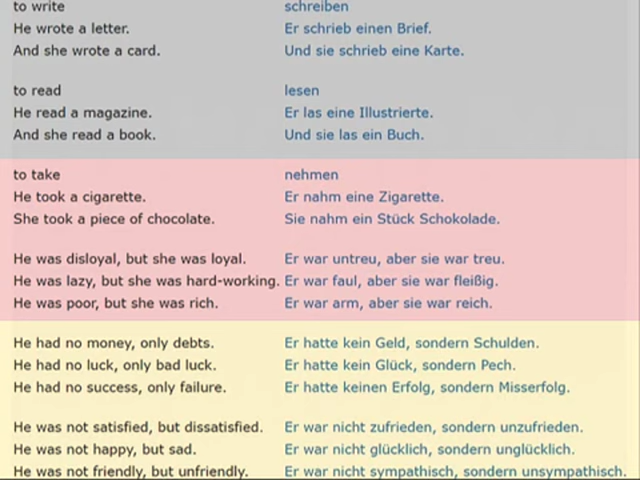 to write schreiben
He wrote a letter. Er schrieb einen Brief.
And she wrote a card. Und sie schrieb eine Karte.
to read lesen
He read a magazine. Er las eine Illustrierte.
And she read a book. Und sie las ein Buch.
to take nehmen
He took a cigarette. Er nahm eine Zigarette.
She took a piece of chocolate. Sie nahm ein Stück Schokolade.
He was disloyal, but she was loyal. Er war untreu, aber sie war treu.
He was lazy, but she was hard-working. Er war faul, aber sie war fleißig.
He was poor, but she was rich. Er war arm, aber sie war reich.
He had no money, only debts. Er hatte kein Geld, sondern Schulden.
He had no luck, only bad luck. Er hatte kein Glück, sondern Pech.
He had no success, only failure. Er hatte keinen Erfolg, sondern Misserfolg.
He was not satisfied, but dissatisfied. Er war nicht zufrieden, sondern unzufrieden.
He was not happy, but sad. Er war nicht glücklich, sondern unglücklich.
He was not friendly, but unfriendly. Er war nicht sympathisch, sondern unsympathisch.